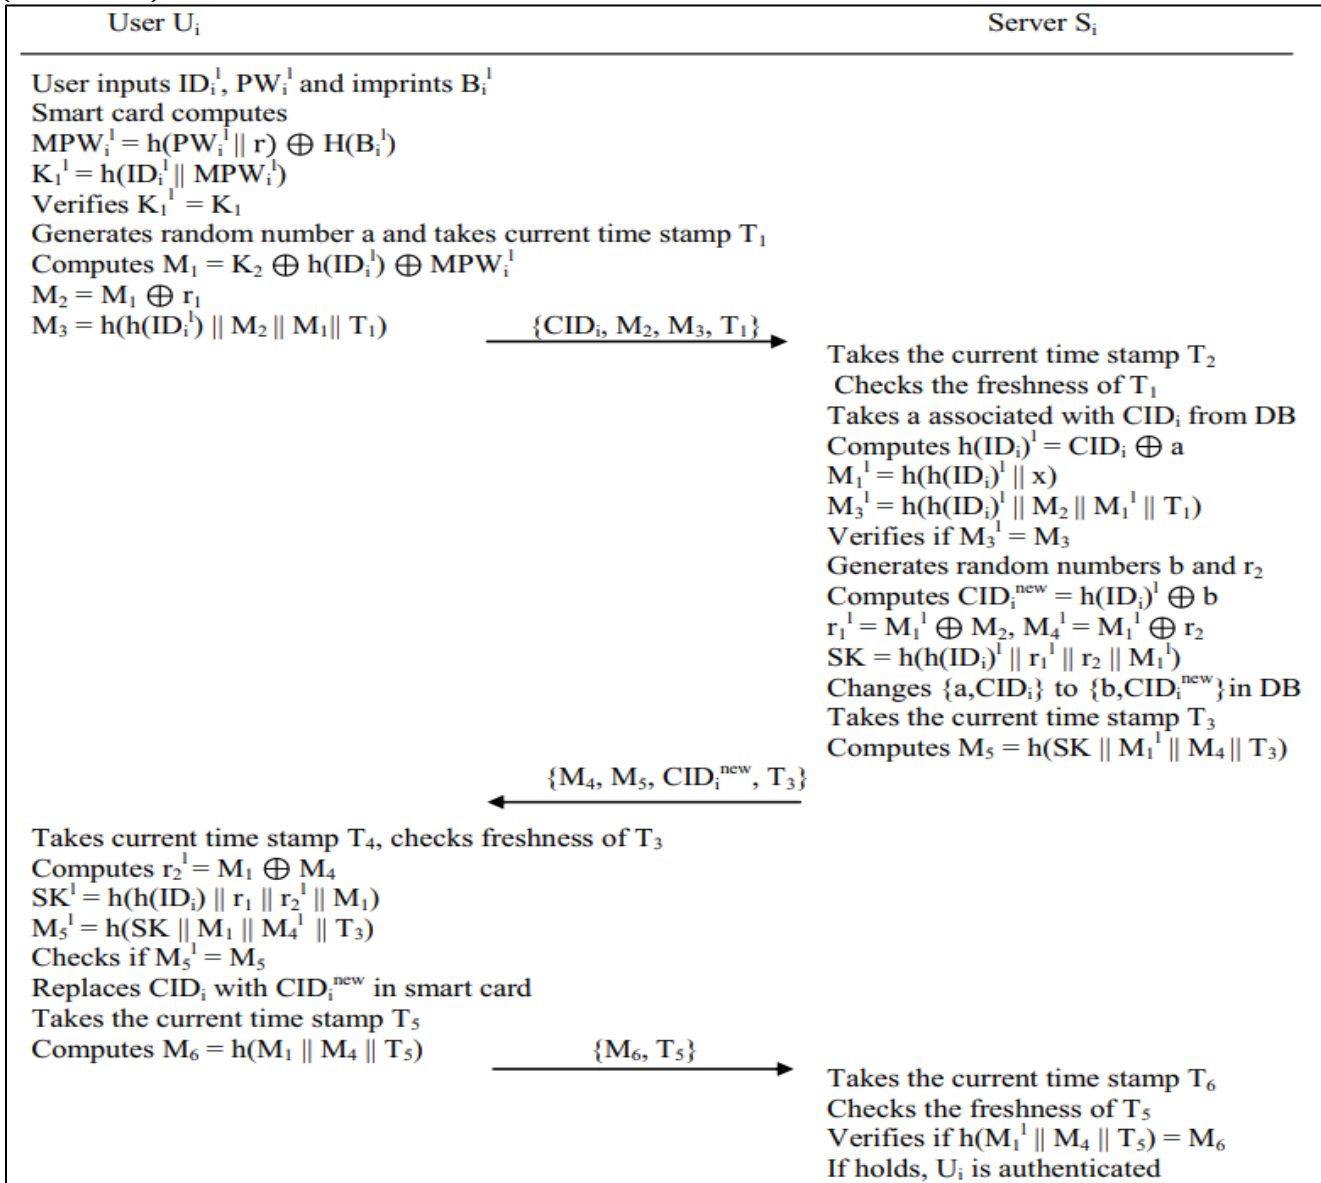 User Uᵢ
Server Sᵢ
User inputs IDᵢˡ, PWᵢˡ and imprints Bᵢˡ
Smart card computes
MPWᵢˡ = h(PWᵢˡ || r) ⊕ H(Bᵢˡ)
K₁ˡ = h(IDᵢˡ || MPWᵢˡ)
Verifies K₁ˡ = K₁
Generates random number a and takes current time stamp T₁
Computes M₁ = K₂ ⊕ h(IDᵢˡ) ⊕ MPWᵢˡ
M₂ = M₁ ⊕ r₁
M₃ = h(h(IDᵢˡ) || M₂ || M₁|| T₁)
{CIDᵢ, M₂, M₃, T₁}
Takes the current time stamp T₂
Checks the freshness of T₁
Takes a associated with CIDᵢ from DB
Computes h(IDᵢ)ˡ = CIDᵢ ⊕ a
M₁ˡ = h(h(IDᵢ)ˡ || x)
M₃ˡ = h(h(IDᵢ)ˡ || M₂ || M₁ˡ || T₁)
Verifies if M₃ˡ = M₃
Generates random numbers b and r₂
Computes CIDᵢⁿᵉʷ = h(IDᵢ)ˡ ⊕ b
r₁ˡ = M₁ˡ ⊕ M₂, M₄ˡ = M₁ˡ ⊕ r₂
SK = h(h(IDᵢ)ˡ || r₁ˡ || r₂ || M₁ˡ)
Changes {a,CIDᵢ} to {b,CIDᵢⁿᵉʷ}in DB
Takes the current time stamp T₃
Computes M₅ = h(SK || M₁ˡ || M₄ || T₃)
{M₄, M₅, CIDᵢⁿᵉʷ, T₃}
Takes current time stamp T₄, checks freshness of T₃
Computes r₂ˡ = M₁ ⊕ M₄
SKˡ = h(h(IDᵢ) || r₁ || r₂ˡ || M₁)
M₅ˡ = h(SK || M₁ || M₄ˡ || T₃)
Checks if M₅ˡ = M₅
Replaces CIDᵢ with CIDᵢⁿᵉʷ in smart card
Takes the current time stamp T₅
Computes M₆ = h(M₁ || M₄ || T₅)
{M₆, T₅}
Takes the current time stamp T₆
Checks the freshness of T₅
Verifies if h(M₁ˡ || M₄ || T₅) = M₆
If holds, Uᵢ is authenticated